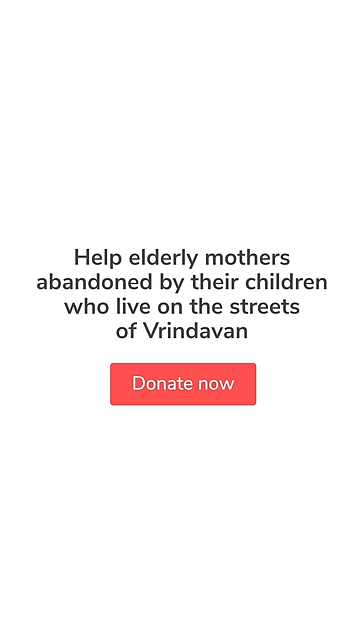 Help elderly mothers
abandoned by their children
who live on the streets
of Vrindavan
Donate now